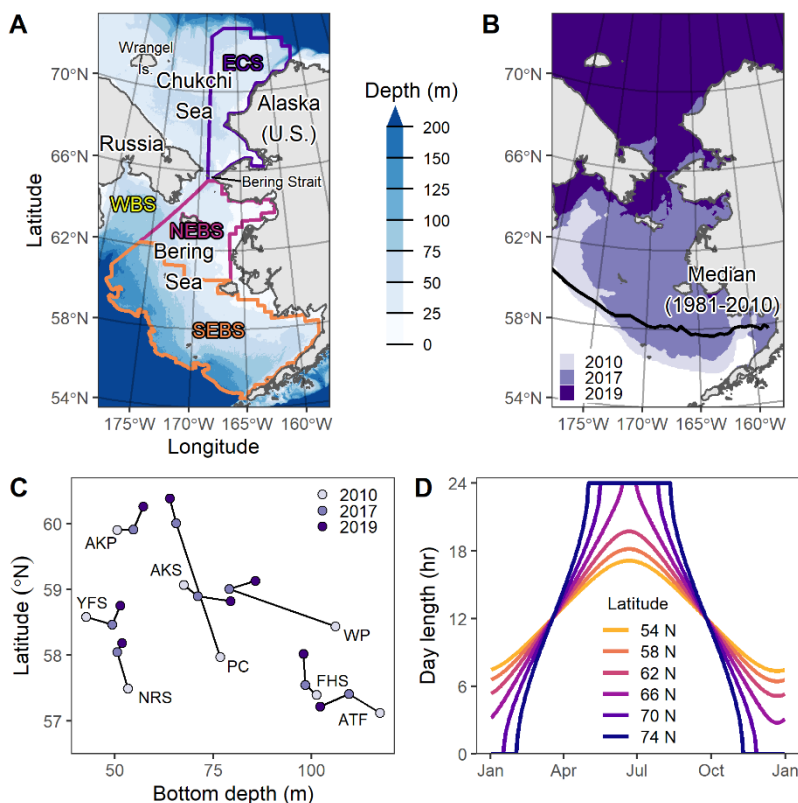 A
Wrangel
Is.
Chukchi
Sea
ECS
Alaska
(U.S.)
Russia
Bering Strait
WBS
NEBS
Bering
Sea
SEBS
70°N
66°N
62°N
58°N
54°N
Latitude
175°W
170°W
165°W
160°W
Longitude
Depth (m)
200
150
125
100
75
50
25
0
B
70°N
66°N
62°N
58°N
54°N
Median
(1981-2010)
2010
2017
2019
175°W
170°W
165°W
160°W
C
2010
2017
2019
AKP
AKS
YFS
WP
PC
NRS
FHS
ATF
60
59
58
57
Latitude (°N)
50
75
100
Bottom depth (m)
D
24
18
12
6
0
Day length (hr)
Latitude
54 N
58 N
62 N
66 N
70 N
74 N
Jan
Apr
Jul
Oct
Jan